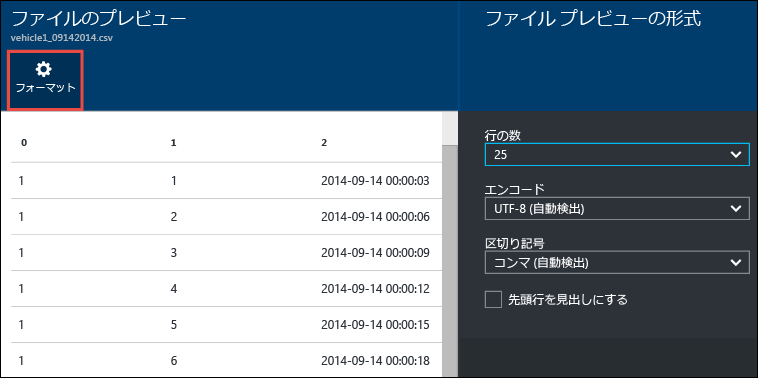 ファイルのプレビュー
vehicle1_09142014.csv
フォーマット
0 1 2
1 1 2014-09-14 00:00:03
1 2 2014-09-14 00:00:06
1 3 2014-09-14 00:00:09
1 4 2014-09-14 00:00:12
1 5 2014-09-14 00:00:15
1 6 2014-09-14 00:00:18
ファイル プレビューの形式
行の数
25
エンコード
UTF-8 (自動検出)
区切り記号
コンマ (自動検出)
先頭行を見出しにする